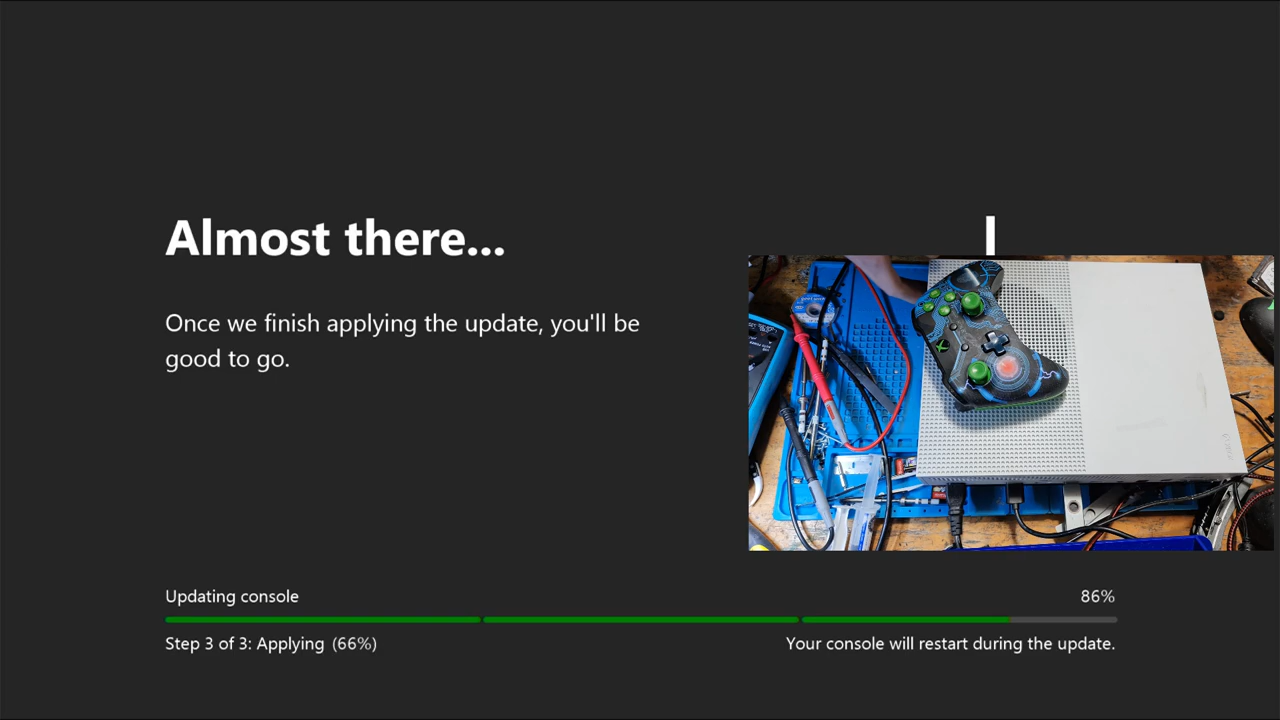 Almost there...
Once we finish applying the update, you'll be
good to go.
Updating console
86%
Step 3 of 3: Applying (66%)
Your console will restart during the update.